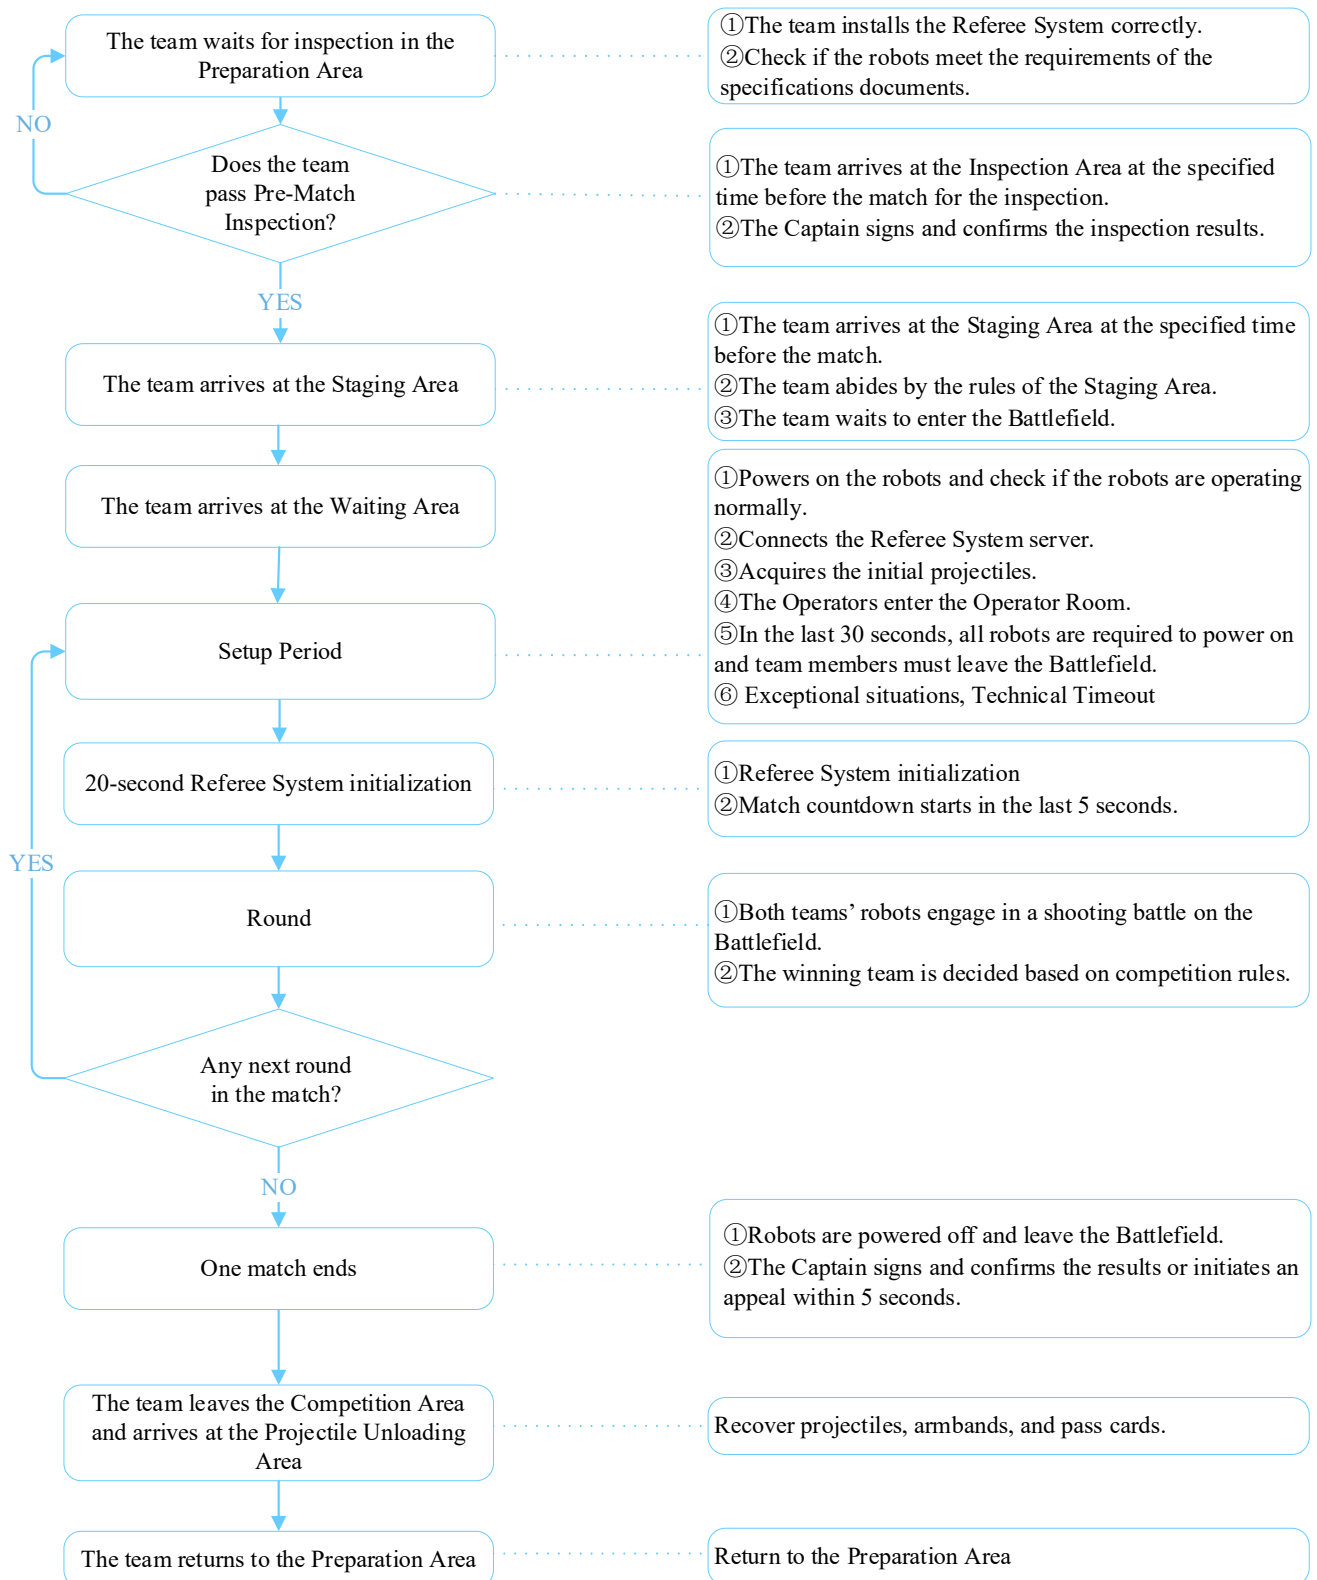 The team waits for inspection in the
Preparation Area
①The team installs the Referee System correctly.
②Check if the robots meet the requirements of the
specifications documents.
NO
Does the team
pass Pre-Match
Inspection?
①The team arrives at the Inspection Area at the specified
time before the match for the inspection.
②The Captain signs and confirms the inspection results.
YES
The team arrives at the Staging Area
①The team arrives at the Staging Area at the specified time
before the match.
②The team abides by the rules of the Staging Area.
③The team waits to enter the Battlefield.
The team arrives at the Waiting Area
Setup Period
①Powers on the robots and check if the robots are operating
normally.
②Connects the Referee System server.
③Acquires the initial projectiles.
④The Operators enter the Operator Room.
⑤In the last 30 seconds, all robots are required to power on
and team members must leave the Battlefield.
⑥ Exceptional situations, Technical Timeout
20-second Referee System initialization
①Referee System initialization
②Match countdown starts in the last 5 seconds.
YES
Round
①Both teams’ robots engage in a shooting battle on the
Battlefield.
②The winning team is decided based on competition rules.
Any next round
in the match?
NO
One match ends
①Robots are powered off and leave the Battlefield.
②The Captain signs and confirms the results or initiates an
appeal within 5 seconds.
The team leaves the Competition Area
and arrives at the Projectile Unloading
Area
Recover projectiles, armbands, and pass cards.
The team returns to the Preparation Area
Return to the Preparation Area